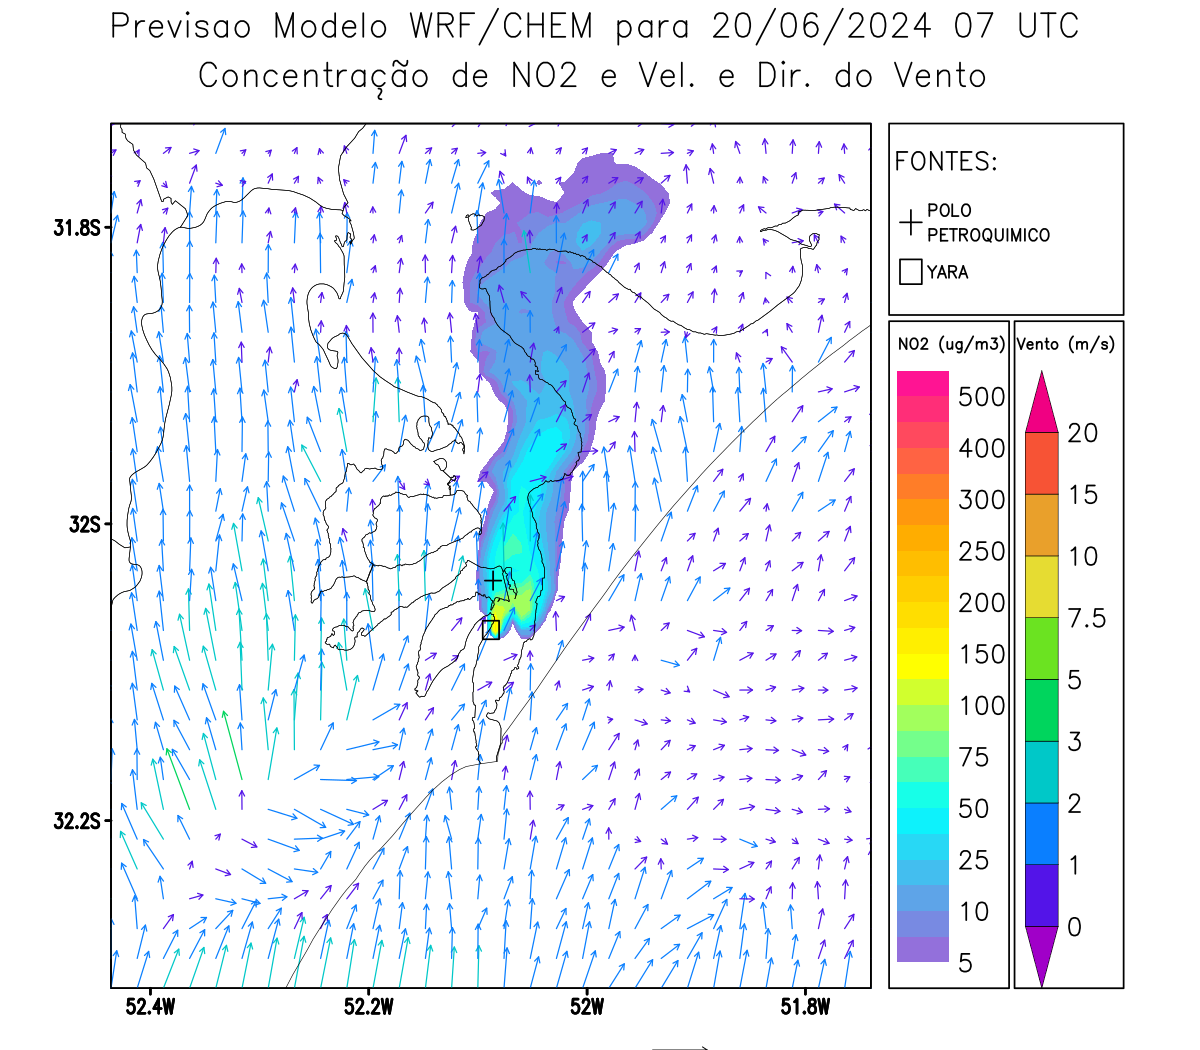 Previsao Modelo WRF/CHEM para 20/06/2024 07 UTC
Concentração de NO2 e Vel. e Dir. do Vento
FONTES:
POLO
PETROQUIMICO
YARA
NO2 (ug/m3)
500
400
300
250
200
150
100
75
50
25
10
5
Vento (m/s)
20
15
10
7.5
5
3
2
1
0
31.8S
32S
32.2S
52.4W
52.2W
52W
51.8W